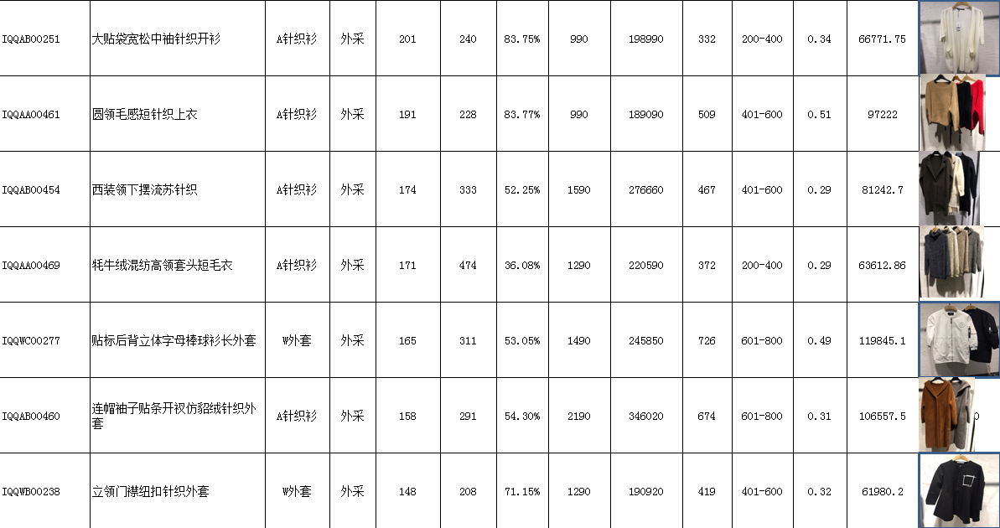 IQQAB00251 大贴袋宽松中袖针织开衫 A针织衫 外采 201 240 83.75% 990 198990 332 200-400 0.34 66771.75
IQQAA00461 圆领毛感短针织上衣 A针织衫 外采 191 228 83.77% 990 189090 509 401-600 0.51 97222
IQQAB00454 西装领下摆流苏针织 A针织衫 外采 174 333 52.25% 1590 276660 467 401-600 0.29 81242.7
IQQAA00469 牦牛绒混纺高领套头短毛衣 A针织衫 外采 171 474 36.08% 1290 220590 372 200-400 0.29 63612.86
IQQWC00277 贴标后背立体字母棒球衫长外套 W外套 外采 165 311 53.05% 1490 245850 726 601-800 0.49 119845.1
IQQAB00460 连帽袖子贴条开衩仿貂绒针织外 A针织衫 外采 158 291 54.30% 2190 346020 674 601-800 0.31 106557.5 0
套
IQQWB00238 立领门襟纽扣针织外套 W外套 外采 148 208 71.15% 1290 190920 419 401-600 0.32 61980.2